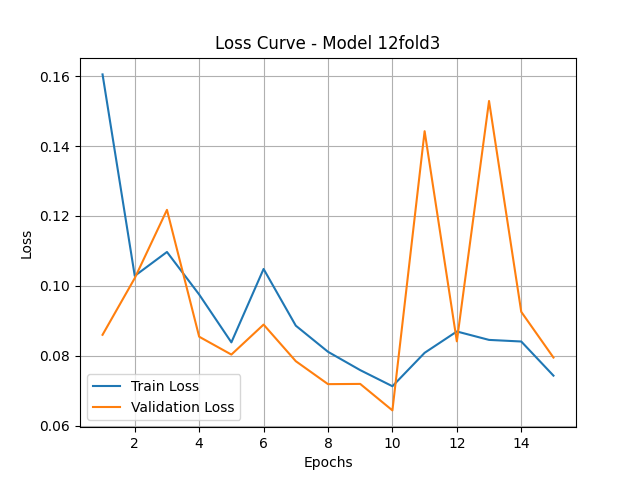 Loss Curve - Model 12fold3
0.16
0.14
0.12
0.10
0.08
0.06
Loss
Train Loss
Validation Loss
2 4 6 8 10 12 14
Epochs